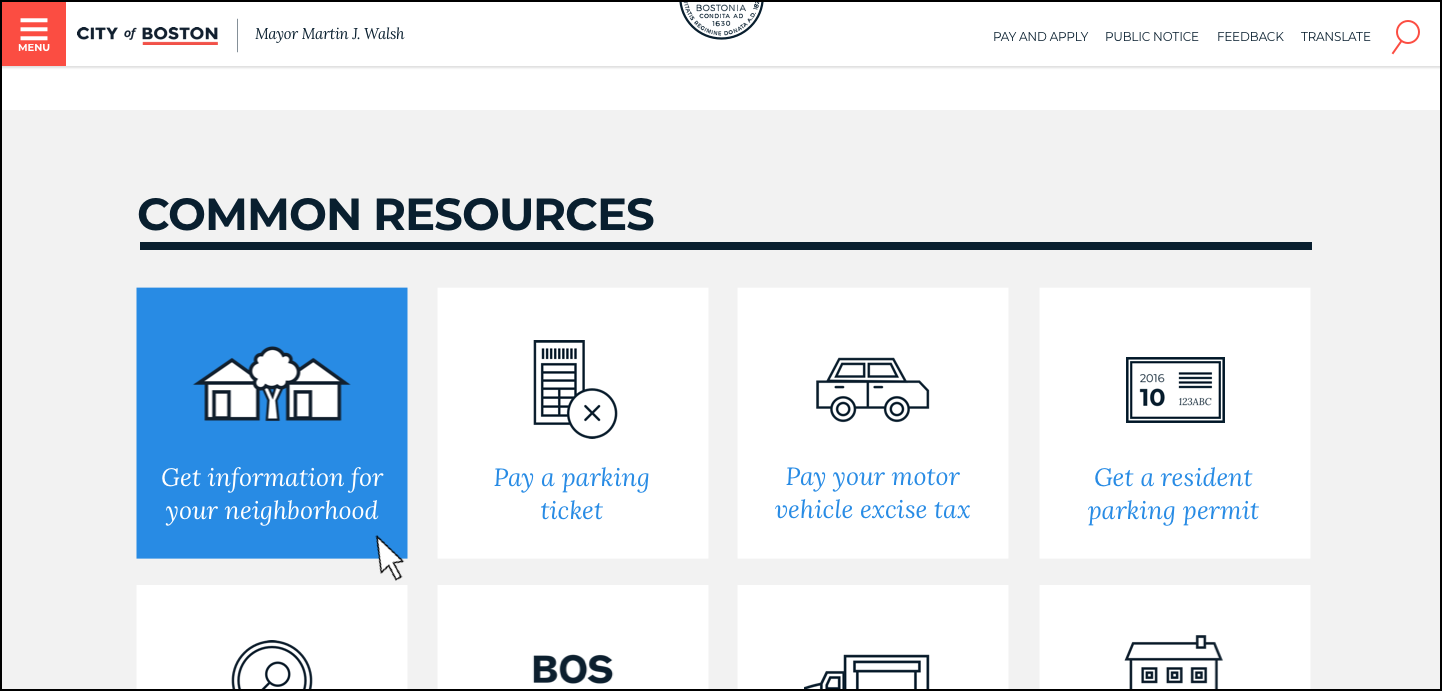 MENU
CITY of BOSTON
Mayor Martin J. Walsh
BOSTONIA
CONDITA AD
1630
REGIMINE DONATA A.D.
PAY AND APPLY
PUBLIC NOTICE
FEEDBACK
TRANSLATE
COMMON RESOURCES
Get information for
your neighborhood
Pay a parking
ticket
Pay your motor
vehicle excise tax
2016
10
123ABC
Get a resident
parking permit
BOS